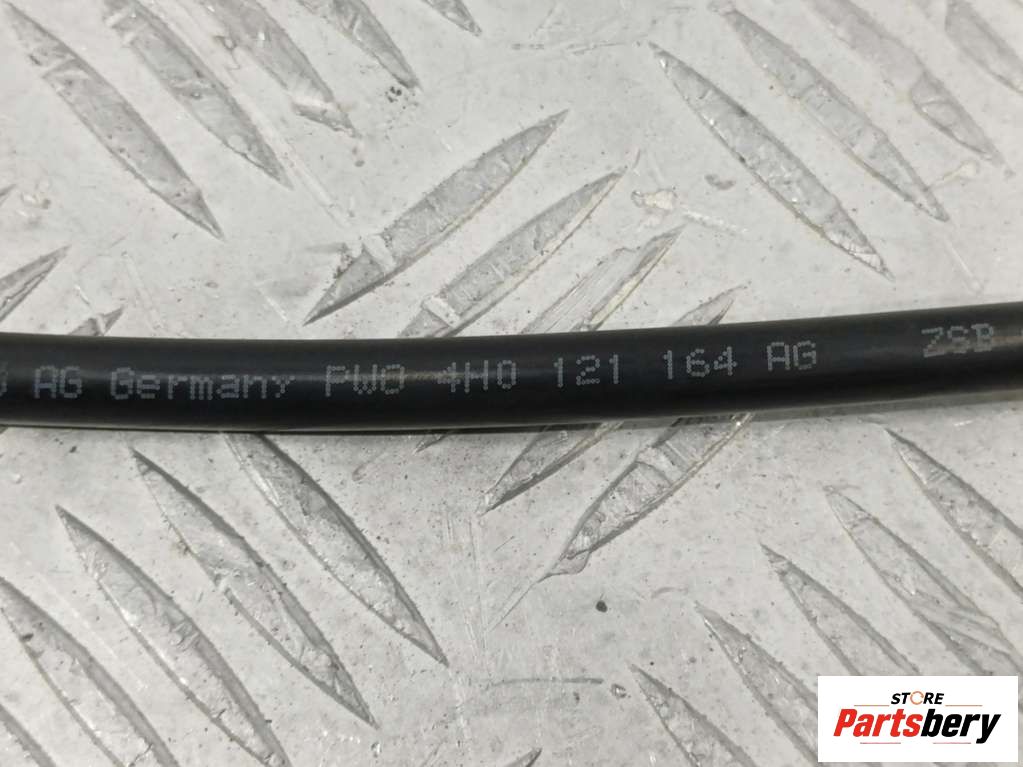 AG Germany PWO 4H0 121 164 AG ZSB
STORE
Partsbery